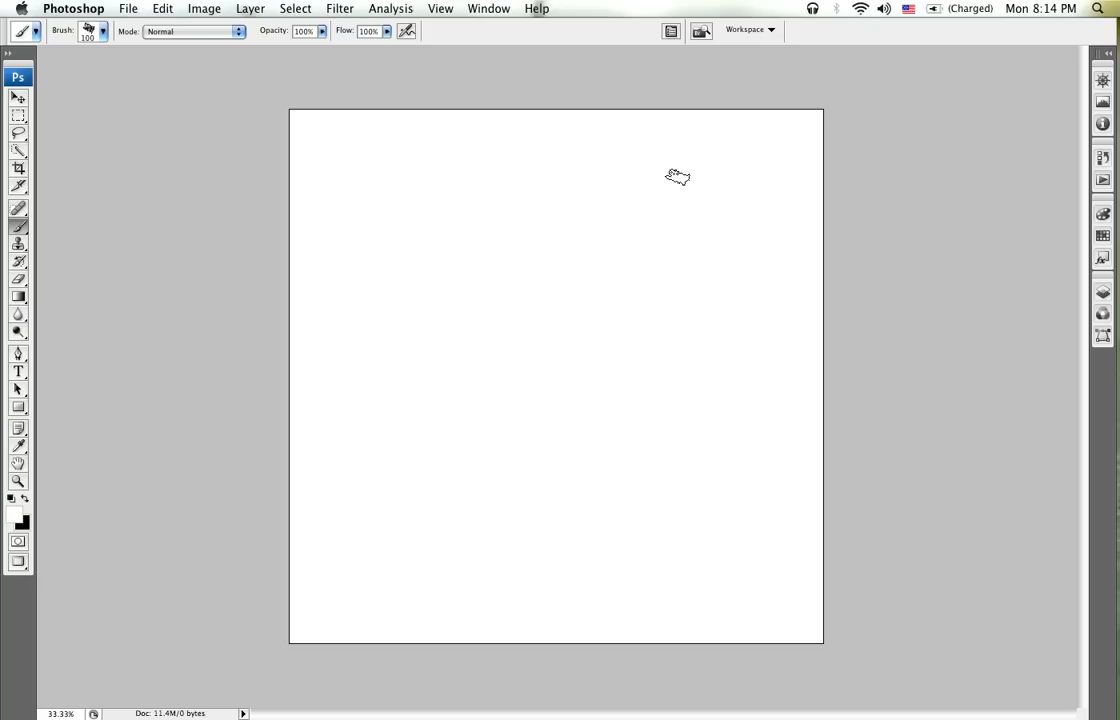 Photoshop File Edit Image Layer Select Filter Analysis View Window Help (Charged) Mon 8:14 PM
Brush: 100 Mode: Normal Opacity: 100% Flow: 100% Workspace
Ps
T
fx
33.33% Doc: 11.4M/0 bytes